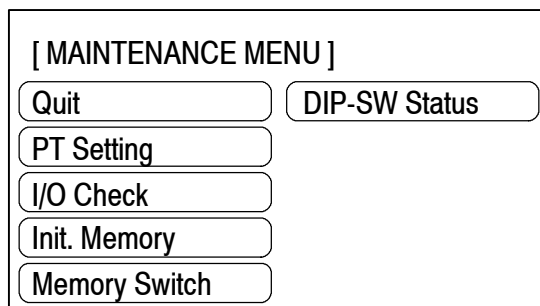 [ MAINTENANCE MENU ]
Quit DIP-SW Status
PT Setting
I/O Check
Init. Memory
Memory Switch